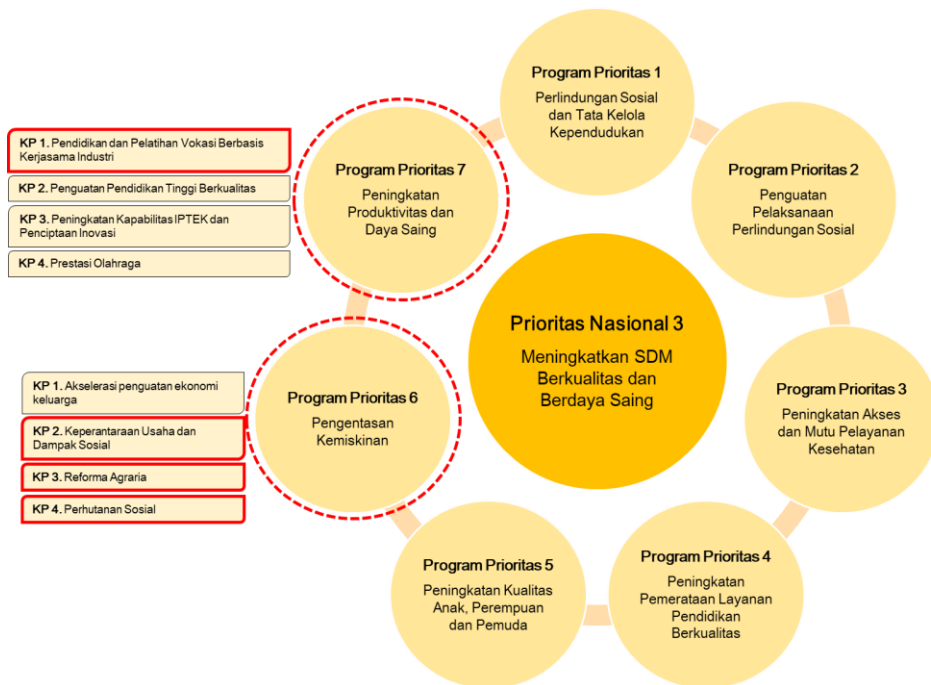 Prioritas Nasional 3
Meningkatkan SDM
Berkualitas dan
Berdaya Saing
Program Prioritas 1
Perlindungan Sosial
dan Tata Kelola
Kependudukan
Program Prioritas 2
Penguatan
Pelaksanaan
Perlindungan Sosial
Program Prioritas 3
Peningkatan Akses
dan Mutu Pelayanan
Kesehatan
Program Prioritas 4
Peningkatan
Pemerataan Layanan
Pendidikan
Berkualitas
Program Prioritas 5
Peningkatan Kualitas
Anak, Perempuan
dan Pemuda
Program Prioritas 6
Pengentasan
Kemiskinan
KP 1. Akselerasi penguatan ekonomi
keluarga
KP 2. Keperantaraan Usaha dan
Dampak Sosial
KP 3. Reforma Agraria
KP 4. Perhutanan Sosial
Program Prioritas 7
Peningkatan
Produktivitas dan
Daya Saing
KP 1. Pendidikan dan Pelatihan Vokasi Berbasis
Kerjasama Industri
KP 2. Penguatan Pendidikan Tinggi Berkualitas
KP 3. Peningkatan Kapabilitas IPTEK dan
Penciptaan Inovasi
KP 4. Prestasi Olahraga